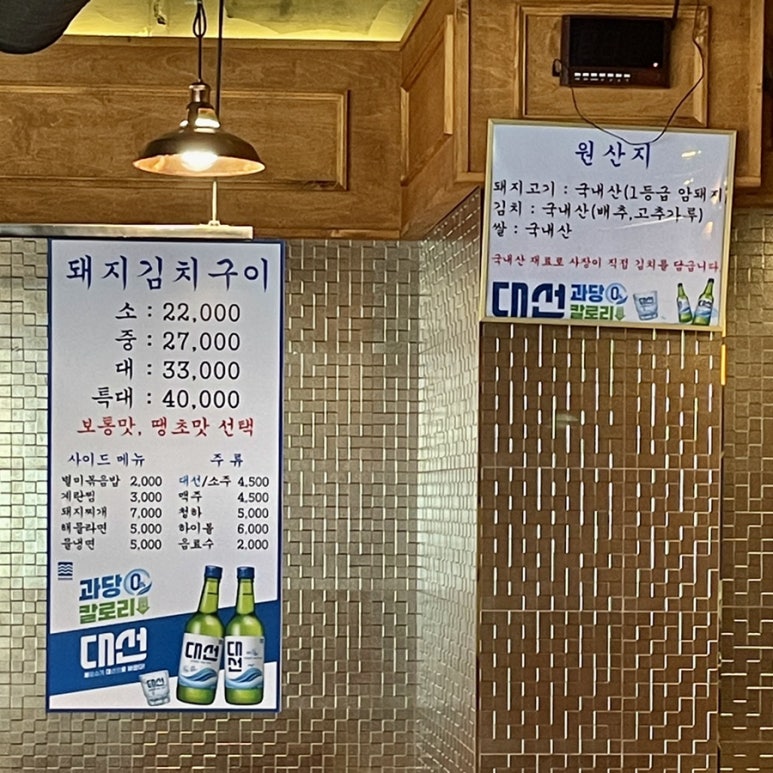 돼지김치구이
소 : 22,000
중 : 27,000
대 : 33,000
특대 : 40,000
보통맛, 땡초맛 선택
사이드 메뉴
별미볶음밥 2,000
계란찜 3,000
돼지찌개 7,000
해물라면 5,000
물냉면 5,000
주 류
대선/소주 4,500
맥주 4,500
청하 5,000
하이볼 6,000
음료수 2,000
과당 0%
칼로리
대선
대선
대선
대선
원산지
돼지고기 : 국내산(1등급 암돼지)
김치 : 국내산(배추,고추가루)
쌀 : 국내산
국내산 재료로 사장이 직접 김치를 담급니다
대선
과당 0%
칼로리